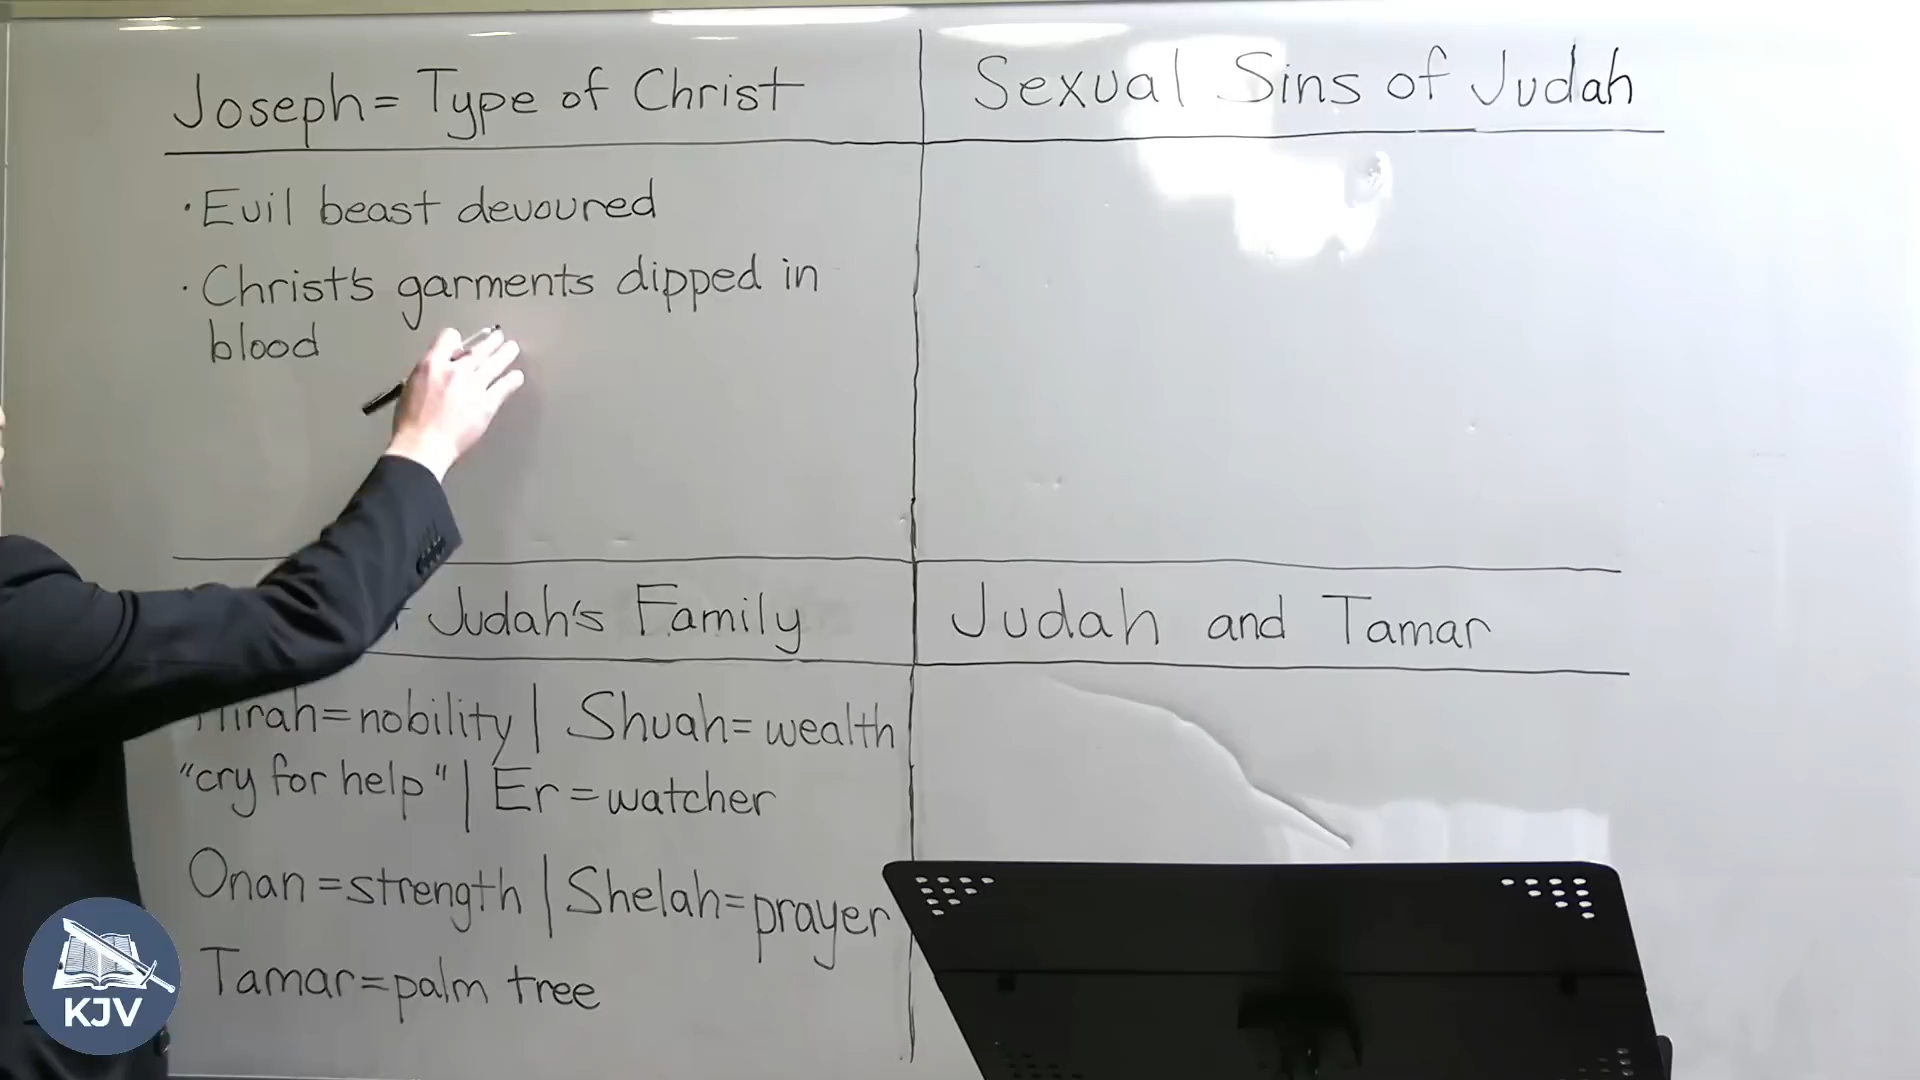 Joseph = Type of Christ
· Evil beast devoured
· Christ's garments dipped in
blood
Sexual Sins of Judah
Judah's Family
Hirah=nobility | Shuah=wealth
"cry for help" | Er=watcher
Onan=strength | Shelah=prayer
Tamar=palm tree
Judah and Tamar
KJV